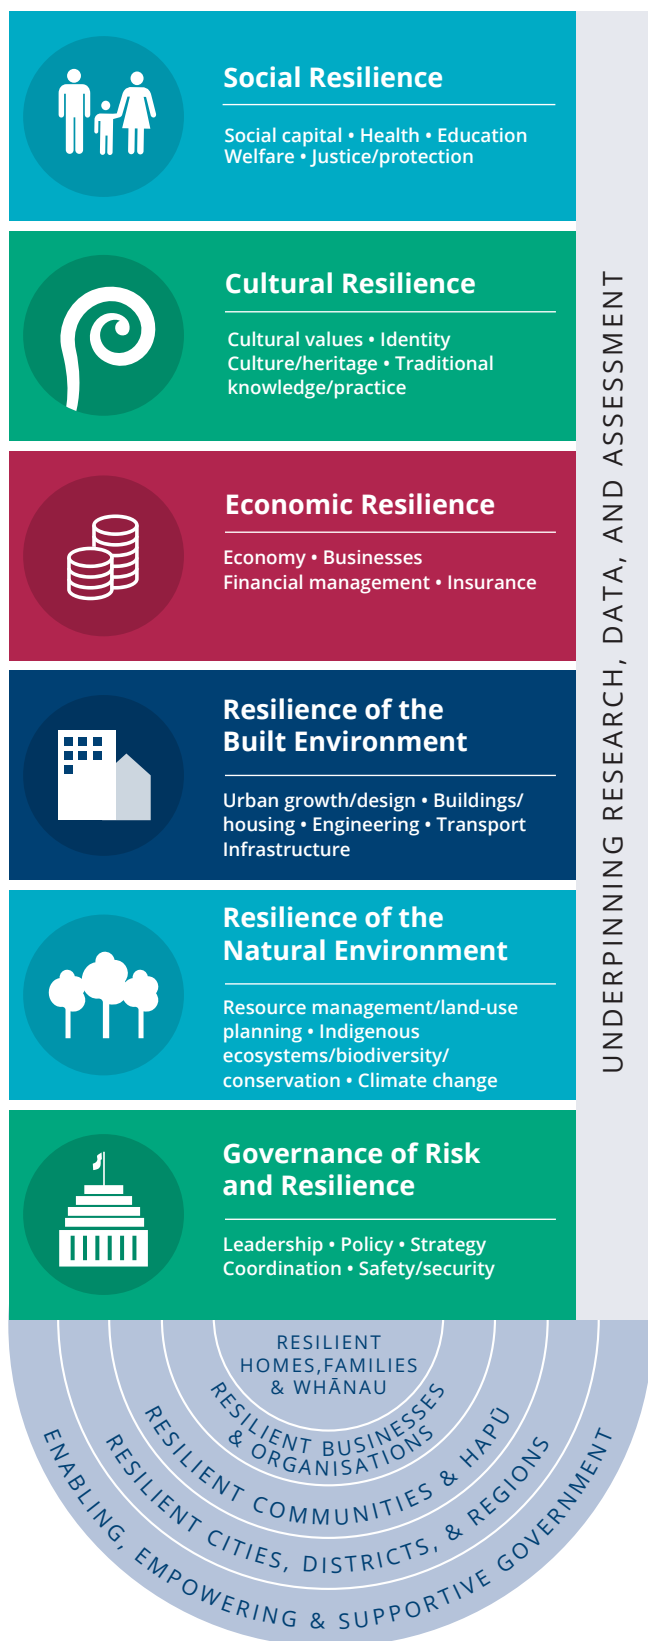 Social Resilience
Social capital • Health • Education
Welfare • Justice/protection
Cultural Resilience
Cultural values • Identity
Culture/heritage • Traditional
knowledge/practice
Economic Resilience
Economy • Businesses
Financial management • Insurance
Resilience of the
Built Environment
Urban growth/design • Buildings/
housing • Engineering • Transport
Infrastructure
Resilience of the
Natural Environment
Resource management/land-use
planning • Indigenous
ecosystems/biodiversity/
conservation • Climate change
Governance of Risk
and Resilience
Leadership • Policy • Strategy
Coordination • Safety/security
UNDERPINNING RESEARCH, DATA, AND ASSESSMENT
RESILIENT
HOMES,FAMILIES
& WHĀNAU
RESILIENT BUSINESSES
& ORGANISATIONS
RESILIENT COMMUNITIES & HAPŪ
RESILIENT CITIES, DISTRICTS, & REGIONS
ENABLING, EMPOWERING & SUPPORTIVE GOVERNMENT